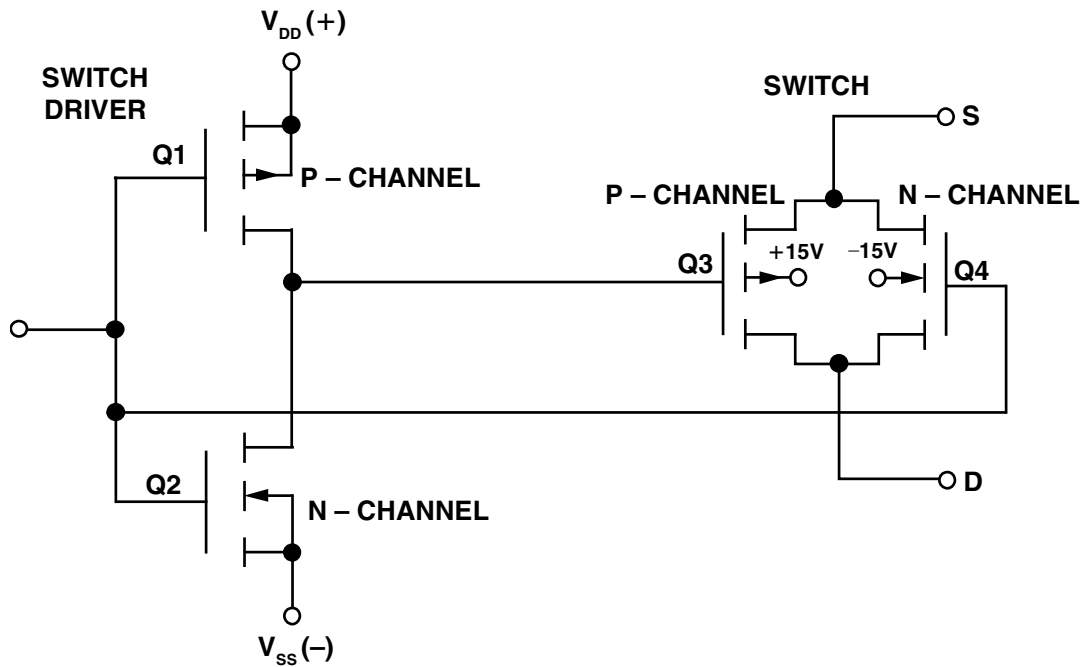 V_DD (+)
SWITCH
DRIVER
SWITCH
S
Q1
P – CHANNEL
P – CHANNEL
N – CHANNEL
+15V
–15V
Q3
Q4
Q2
N – CHANNEL
D
V_SS (–)